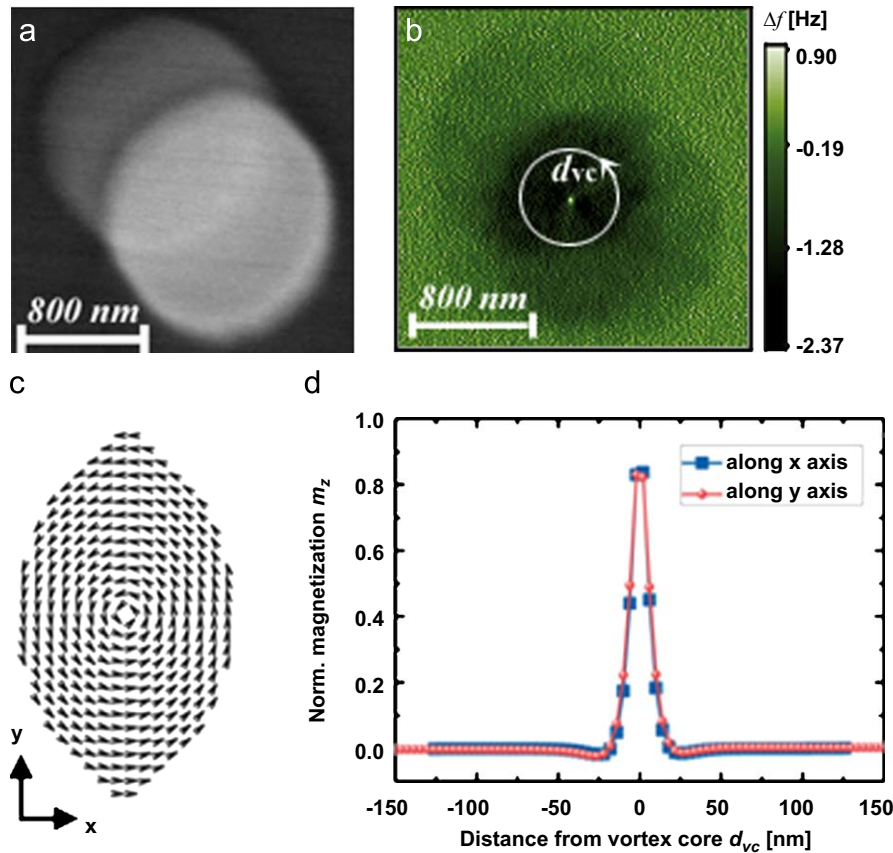 a
800 nm
b
dvc
800 nm
Δf [Hz]
0.90
-0.19
-1.28
-2.37
c
y
x
d
Norm. magnetization mz
1.0
0.8
0.6
0.4
0.2
0.0
along x axis
along y axis
-150 -100 -50 0 50 100 150
Distance from vortex core dvc [nm]